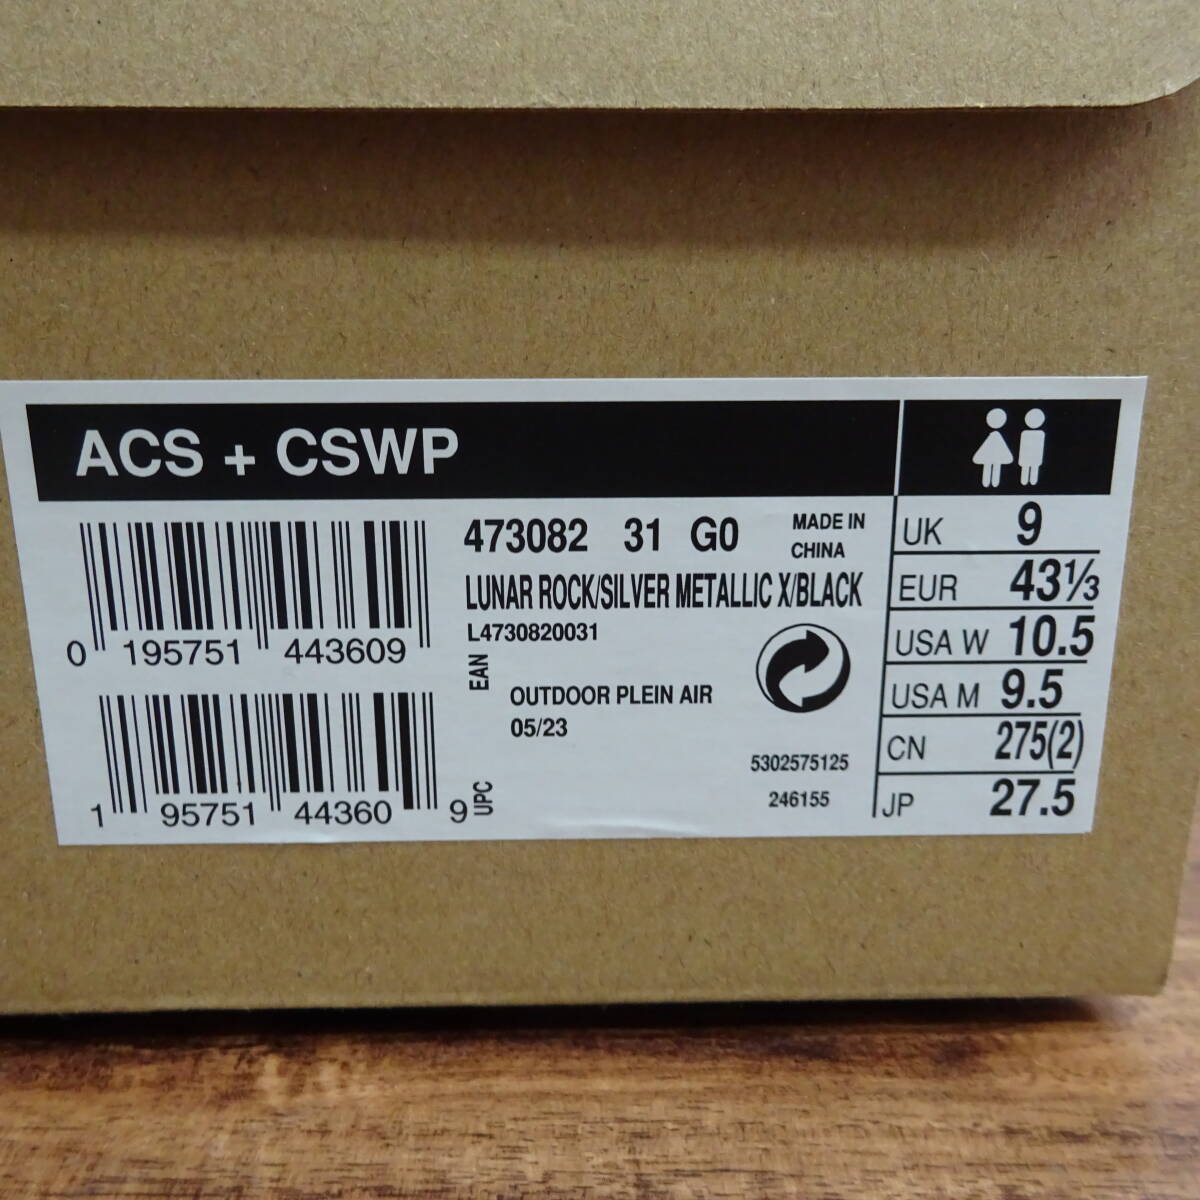 ACS + CSWP
473082 31 G0
MADE IN
CHINA
LUNAR ROCK/SILVER METALLIC X/BLACK
L4730820031
0 195751 443609
EAN
OUTDOOR PLEIN AIR
05/23
1 95751 44360 9
UPC
5302575125
246155
UK 9
EUR 43⅓
USA W 10.5
USA M 9.5
CN 275(2)
JP 27.5